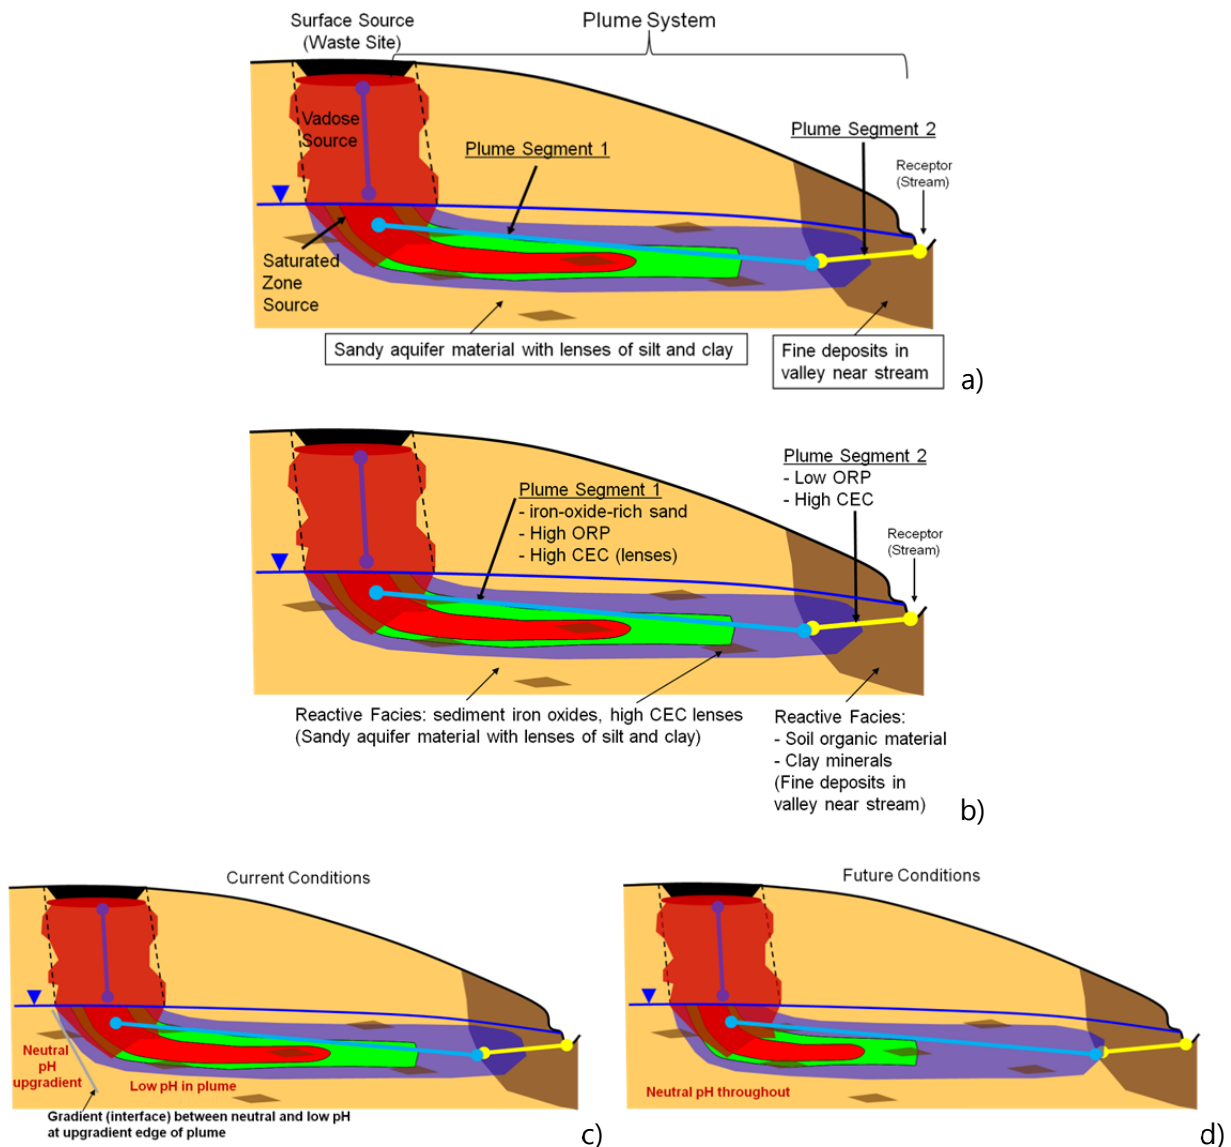 Surface Source
(Waste Site)
Plume System
Vadose
Source
Plume Segment 1
Plume Segment 2
Receptor
(Stream)
Saturated
Zone
Source
Sandy aquifer material with lenses of silt and clay
Fine deposits in
valley near stream
a)
Plume Segment 1
- iron-oxide-rich sand
- High ORP
- High CEC (lenses)
Plume Segment 2
- Low ORP
- High CEC
Receptor
(Stream)
Reactive Facies: sediment iron oxides, high CEC lenses
(Sandy aquifer material with lenses of silt and clay)
Reactive Facies:
- Soil organic material
- Clay minerals
(Fine deposits in
valley near stream)
b)
Current Conditions
Neutral
pH
upgradient
Low pH in plume
Gradient (interface) between neutral and low pH
at upgradient edge of plume
c)
Future Conditions
Neutral pH throughout
d)